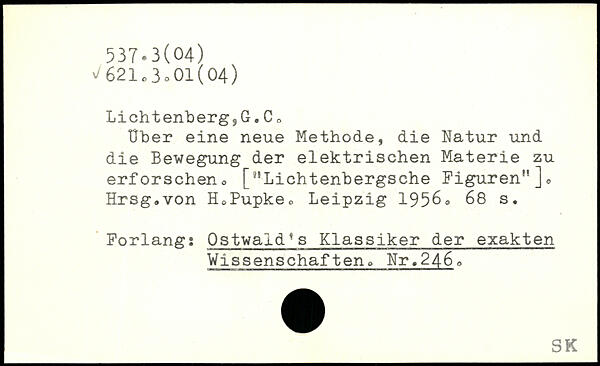 537.3(04)
√621.3.01(04)
Lichtenberg,G.C.
Über eine neue Methode, die Natur und
die Bewegung der elektrischen Materie zu
erforschen. ["Lichtenbergsche Figuren"].
Hrsg.von H.Pupke. Leipzig 1956. 68 s.
Forlang: Ostwald's Klassiker der exakten
Wissenschaften. Nr.246.
SK